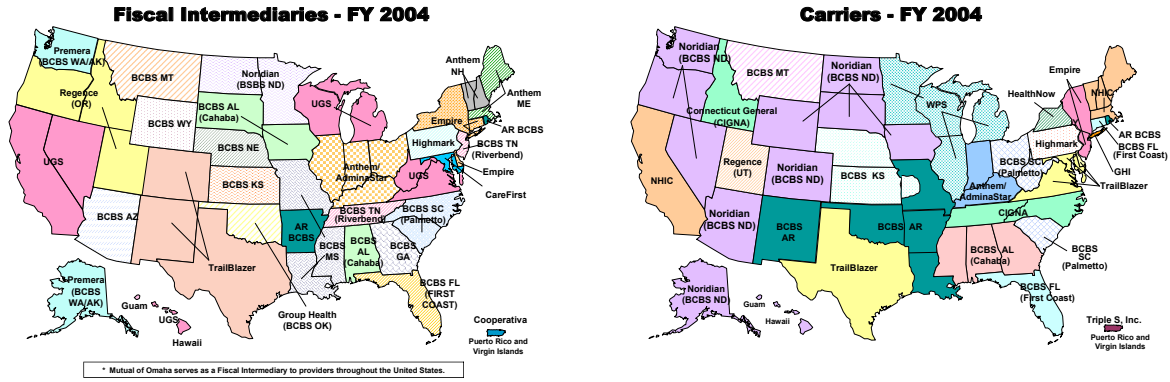 Fiscal Intermediaries - FY 2004
Premera
(BCBS WA/AK)
BCBS MT
Regence
(OR)
Noridian
(BSBS ND)
Anthem
NH
Anthem
ME
UGS
BCBS AL
(Cahaba)
BCBS WY
Empire
AR BCBS
BCBS NE
Highmark
BCBS TN
(Riverbend)
UGS
Anthem/
AdminaStar
Empire
UGS
CareFirst
BCBS KS
BCBS AZ
BCBS TN
(Riverbend)
BCBS SC
(Palmetto)
AR
BCBS
BCBS
MS
BCBS
AL
(Cahaba)
BCBS
GA
TrailBlazer
Premera
(BCBS
WA/AK)
BCBS FL
(FIRST
COAST)
Guam
UGS
Hawaii
Group Health
(BCBS OK)
Cooperativa
Puerto Rico and
Virgin Islands
* Mutual of Omaha serves as a Fiscal Intermediary to providers throughout the United States.
Carriers - FY 2004
Noridian
(BCBS ND)
BCBS MT
Noridian
(BCBS ND)
Empire
HealthNow
NHIC
WPS
Connecticut General
(CIGNA)
AR BCBS
BCBS FL
(First Coast)
Highmark
GHI
TrailBlazer
Regence
(UT)
Noridian
(BCBS ND)
BCBS KS
BCBS SC
(Palmetto)
Anthem/
AdminaStar
NHIC
CIGNA
Noridian
(BCBS ND)
BCBS
AR
BCBS AR
BCBS AL
(Cahaba)
BCBS
SC
(Palmetto)
TrailBlazer
BCBS FL
(First Coast)
Noridian
(BCBS ND)
Guam
Hawaii
Triple S, Inc.
Puerto Rico and
Virgin Islands